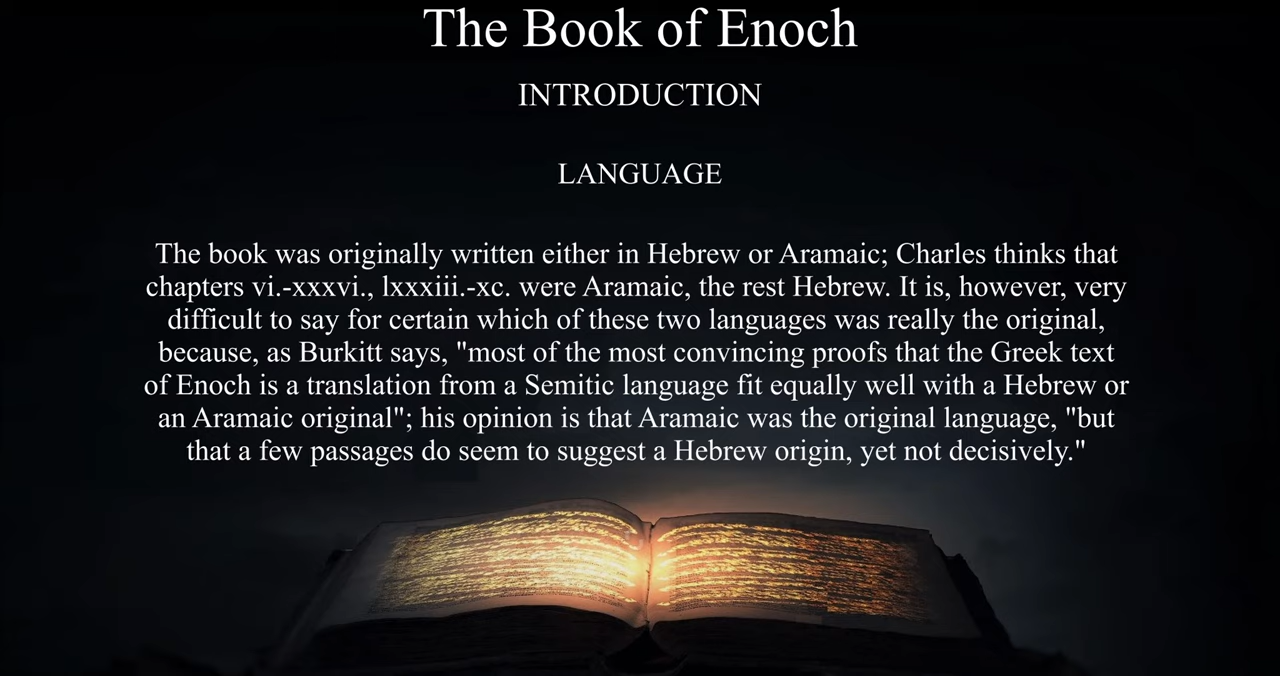 The Book of Enoch
INTRODUCTION
LANGUAGE
The book was originally written either in Hebrew or Aramaic; Charles thinks that
chapters vi.-xxxvi., lxxxiii.-xc. were Aramaic, the rest Hebrew. It is, however, very
difficult to say for certain which of these two languages was really the original,
because, as Burkitt says, "most of the most convincing proofs that the Greek text
of Enoch is a translation from a Semitic language fit equally well with a Hebrew or
an Aramaic original"; his opinion is that Aramaic was the original language, "but
that a few passages do seem to suggest a Hebrew origin, yet not decisively."